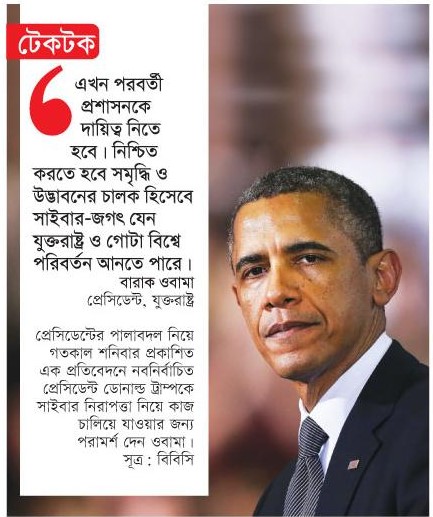 টেকটক
এখন পরবর্তী
প্রশাসনকে
দায়িত্ব নিতে
হবে। নিশ্চিত
করতে হবে সমৃদ্ধি ও
উদ্ভাবনের চালক হিসেবে
সাইবার-জগৎ যেন
যুক্তরাষ্ট্র ও গোটা বিশ্বে
পরিবর্তন আনতে পারে।
বারাক ওবামা
প্রেসিডেন্ট, যুক্তরাষ্ট্র
প্রেসিডেন্টের পালাবদল নিয়ে
গতকাল শনিবার প্রকাশিত
এক প্রতিবেদনে নবনির্বাচিত
প্রেসিডেন্ট ডোনাল্ড ট্রাম্পকে
সাইবার নিরাপত্তা নিয়ে কাজ
চালিয়ে যাওয়ার জন্য
পরামর্শ দেন ওবামা।
সূত্র : বিবিসি